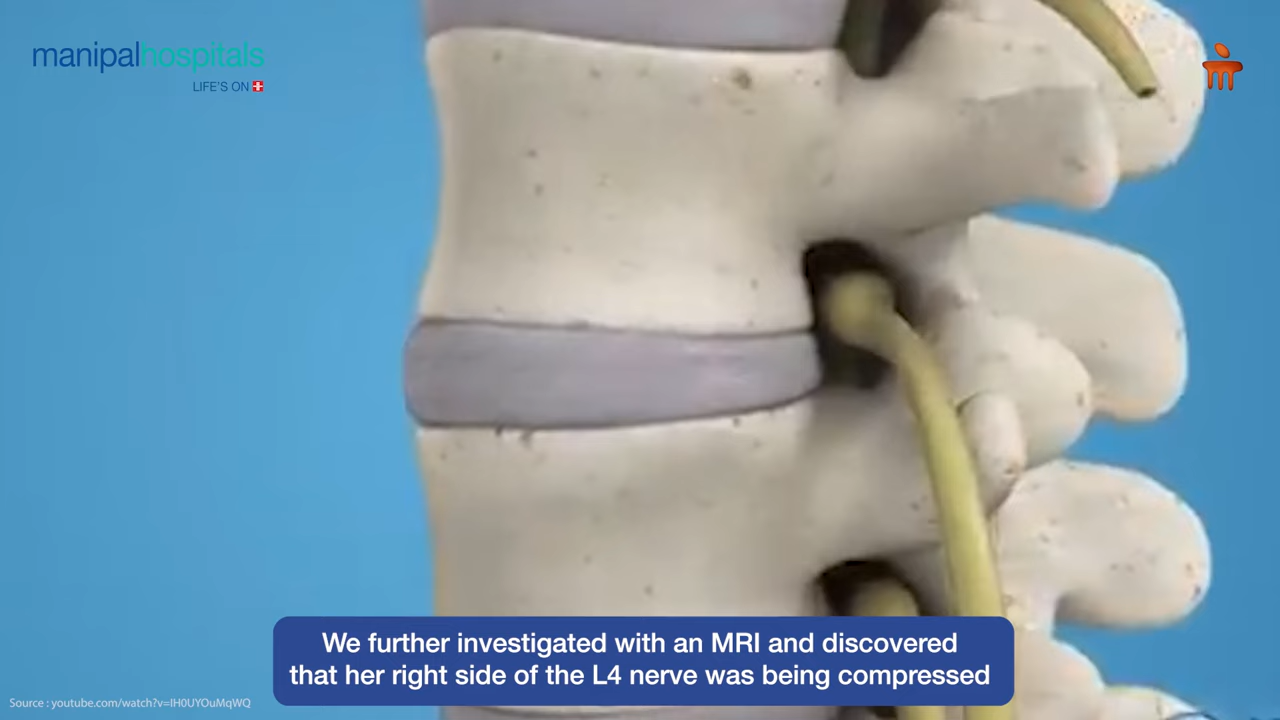 manipalhospitals
LIFE'S ON
We further investigated with an MRI and discovered
that her right side of the L4 nerve was being compressed
Source : youtube.com/watch?v=IH0UYOuMqWQ